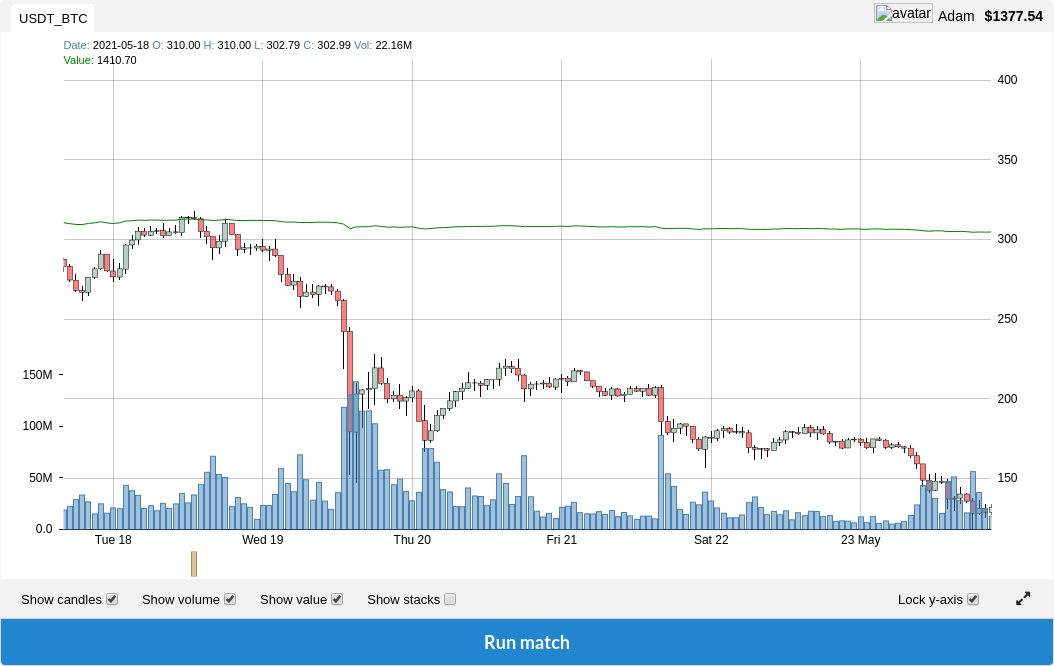 USDT_BTC
avatar Adam $1377.54
Date: 2021-05-18 O: 310.00 H: 310.00 L: 302.79 C: 302.99 Vol: 22.16M
Value: 1410.70
400
350
300
250
150M
200
100M
50M
150
0.0
Tue 18 Wed 19 Thu 20 Fri 21 Sat 22 23 May
Show candles Show volume Show value Show stacks Lock y-axis
Run match